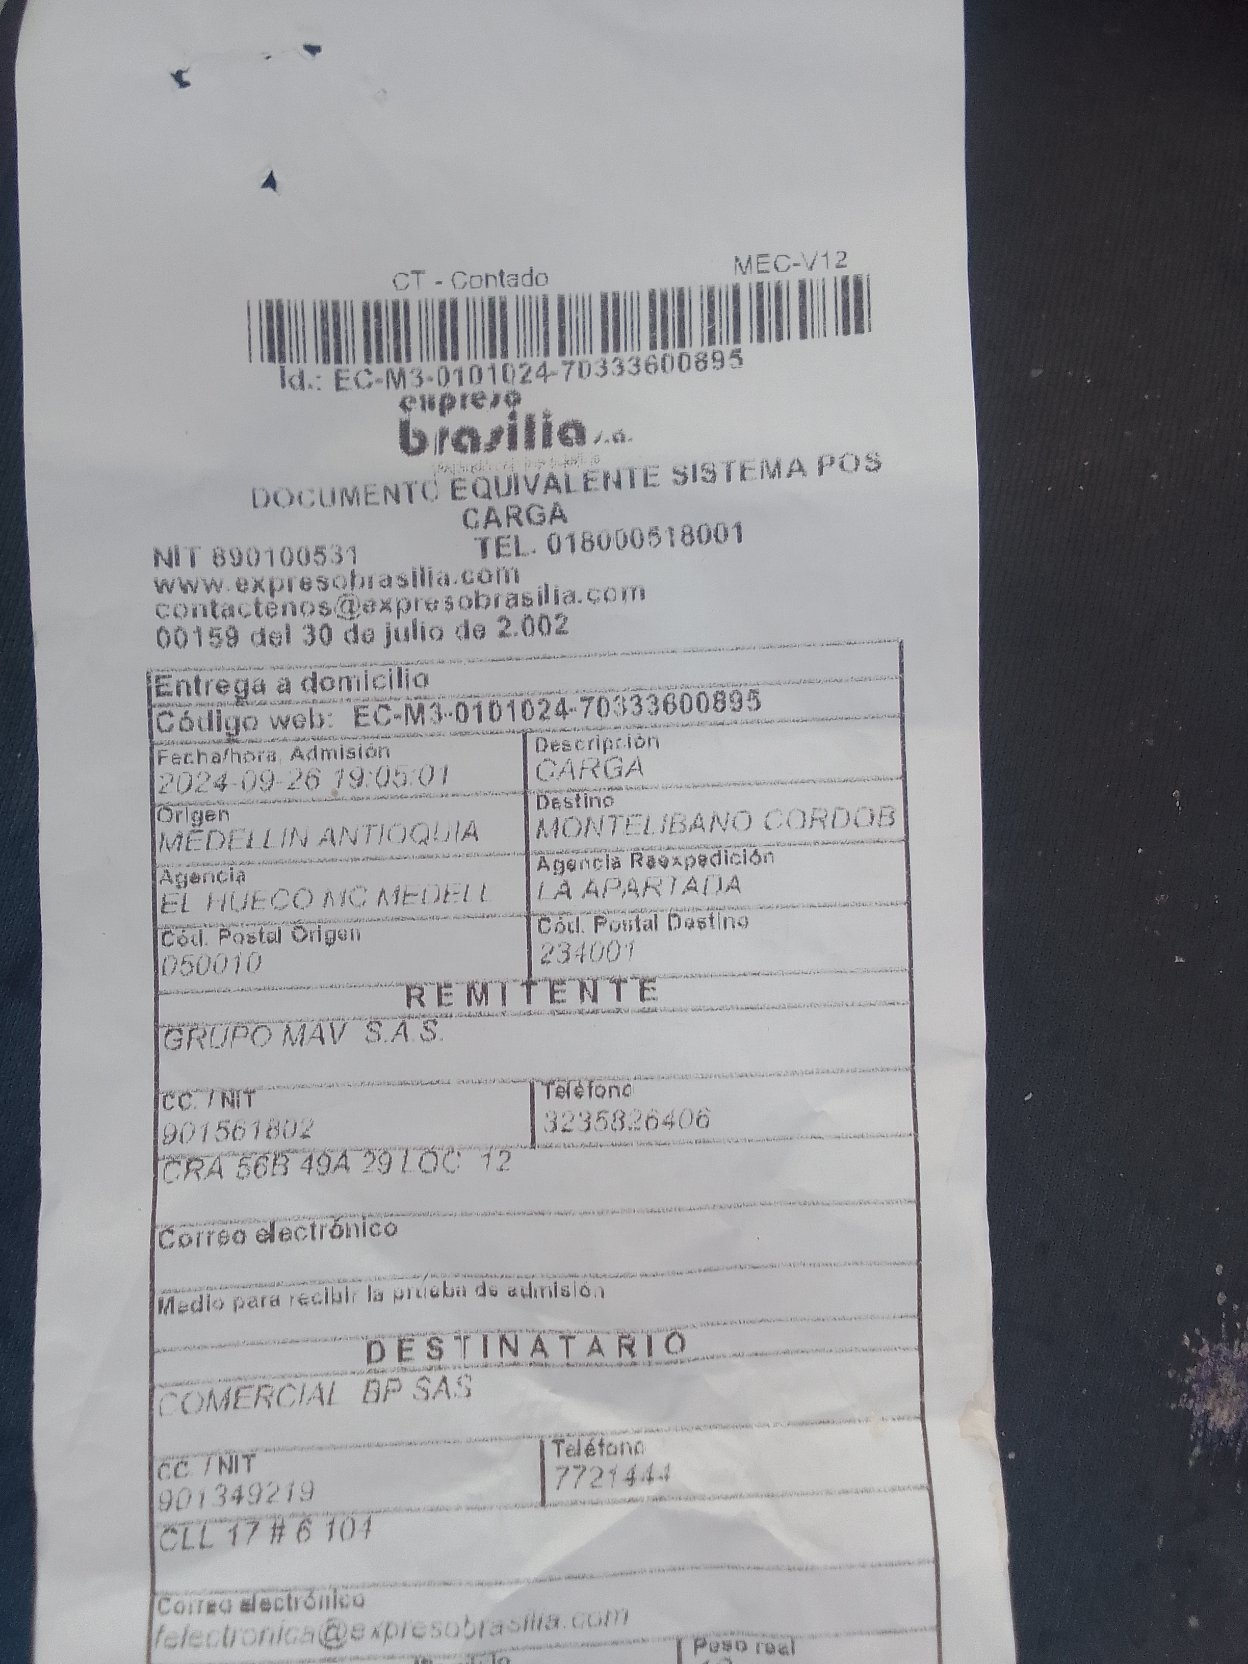 CT - Contado
MEC-V12
Id.: EC-M3-0101024-70333600895
expreso
brasilia s.a.
DOCUMENTO EQUIVALENTE SISTEMA POS
CARGA
NIT 890100531 TEL. 018000518001
www.expresobrasilia.com
contactenos@expresobrasilia.com
00159 del 30 de julio de 2.002
Entrega a domicilio
Código web: EC-M3-0101024-70333600895
Fecha/hora Admisión Descripción
2024-09-26 19:05:01 CARGA
Origen Destino
MEDELLIN ANTIOQUIA MONTELIBANO CORDOB
Agencia Agencia Reexpedición
EL HUECO MC MEDELL LA APARTADA
Cód. Postal Origen Cód. Postal Destino
050010 234001
REMITENTE
GRUPO MAV S.A.S.
CC. / NIT Teléfono
901561802 3235826406
CRA 56B 49A 29 LOC 12
Correo electrónico
Medio para recibir la prueba de admisión
DESTINATARIO
COMERCIAL BP SAS
CC. / NIT Teléfono
901349219 7721444
CLL 17 # 6 101
Correo electrónico
felectronica@expresobrasilia.com
Peso real